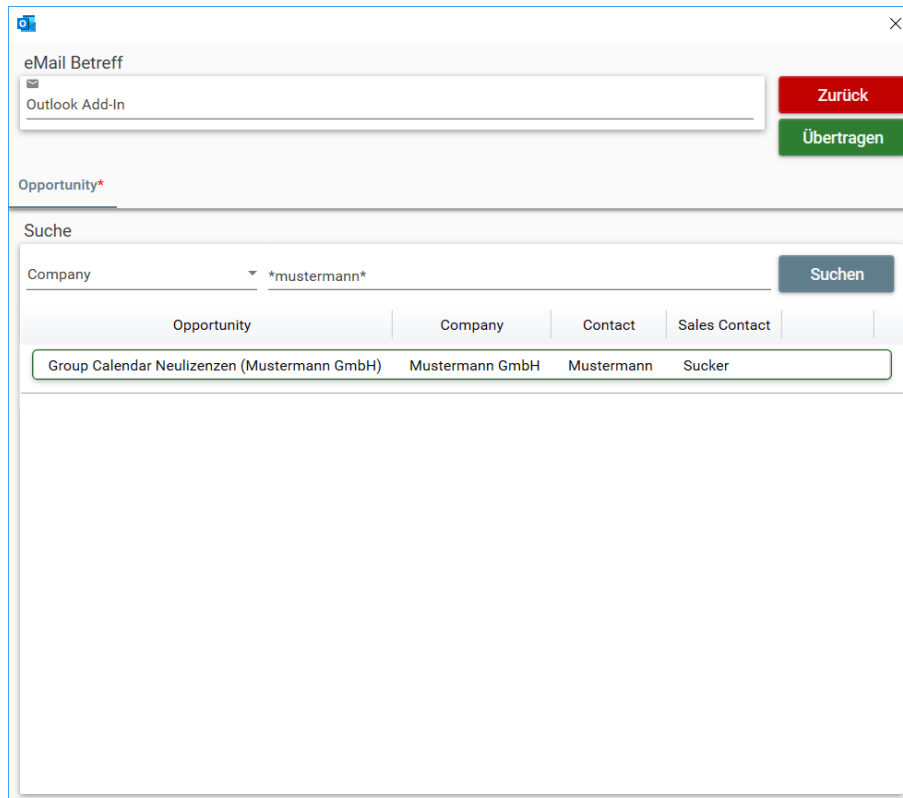 eMail Betreff
Outlook Add-In
Zurück
Übertragen
Opportunity*
Suche
Company *mustermann* Suchen
Opportunity Company Contact Sales Contact
Group Calendar Neulizenzen (Mustermann GmbH) Mustermann GmbH Mustermann Sucker